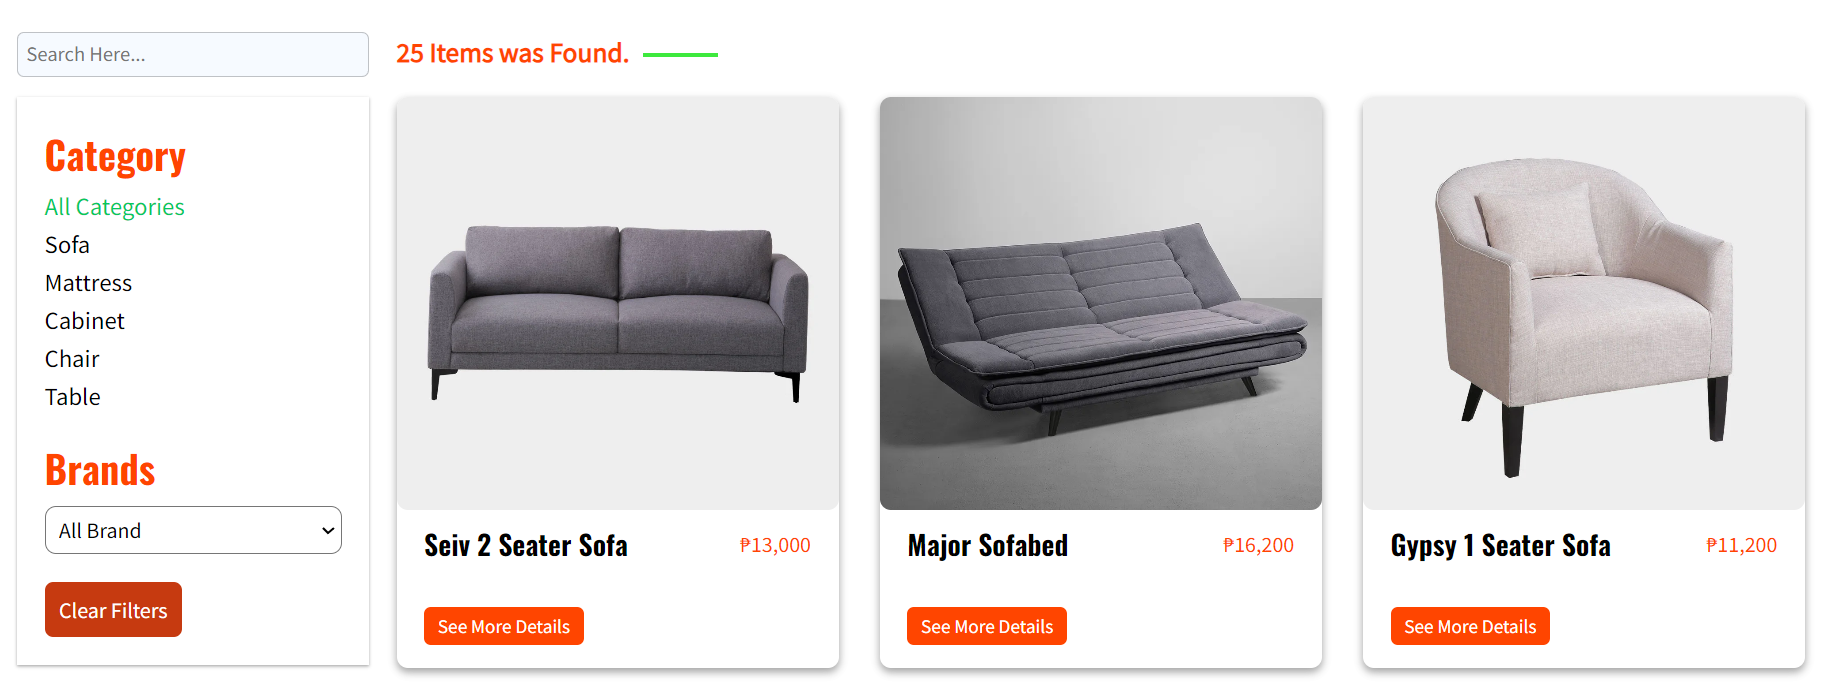 Search Here...
25 Items was Found.
Category
All Categories
Sofa
Mattress
Cabinet
Chair
Table
Brands
All Brand
Clear Filters
Seiv 2 Seater Sofa ₱13,000
See More Details
Major Sofabed ₱16,200
See More Details
Gypsy 1 Seater Sofa ₱11,200
See More Details